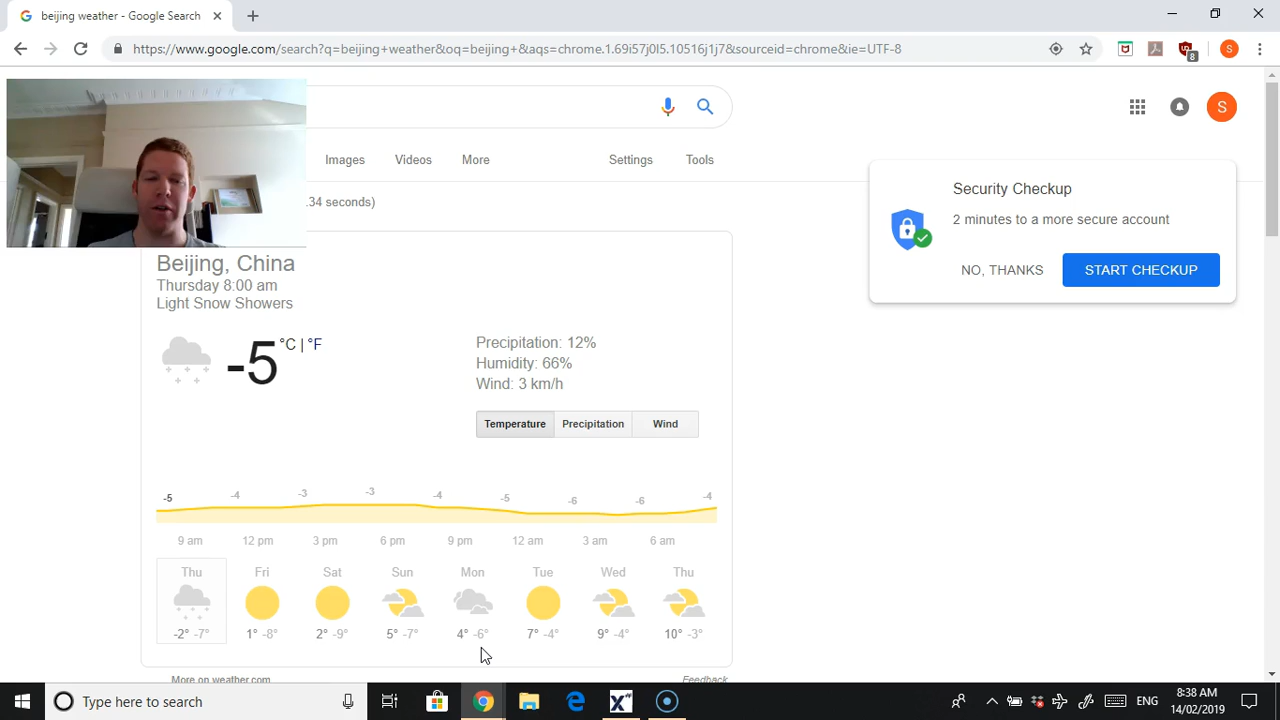 beijing weather - Google Search
https://www.google.com/search?q=beijing+weather&oq=beijing+&aqs=chrome.1.69i57j0l5.10516j1j7&sourceid=chrome&ie=UTF-8
8
S
S
Images Videos More Settings Tools
.34 seconds)
Security Checkup
2 minutes to a more secure account
NO, THANKS START CHECKUP
Beijing, China
Thursday 8:00 am
Light Snow Showers
-5 °C | °F
Precipitation: 12%
Humidity: 66%
Wind: 3 km/h
Temperature Precipitation Wind
-5 -4 -3 -3 -4 -5 -6 -6 -4
9 am 12 pm 3 pm 6 pm 9 pm 12 am 3 am 6 am
Thu Fri Sat Sun Mon Tue Wed Thu
-2° -7° 1° -8° 2° -9° 5° -7° 4° -6° 7° -4° 9° -4° 10° -3°
More on weather.com Feedback
Type here to search
ENG
8:38 AM
14/02/2019